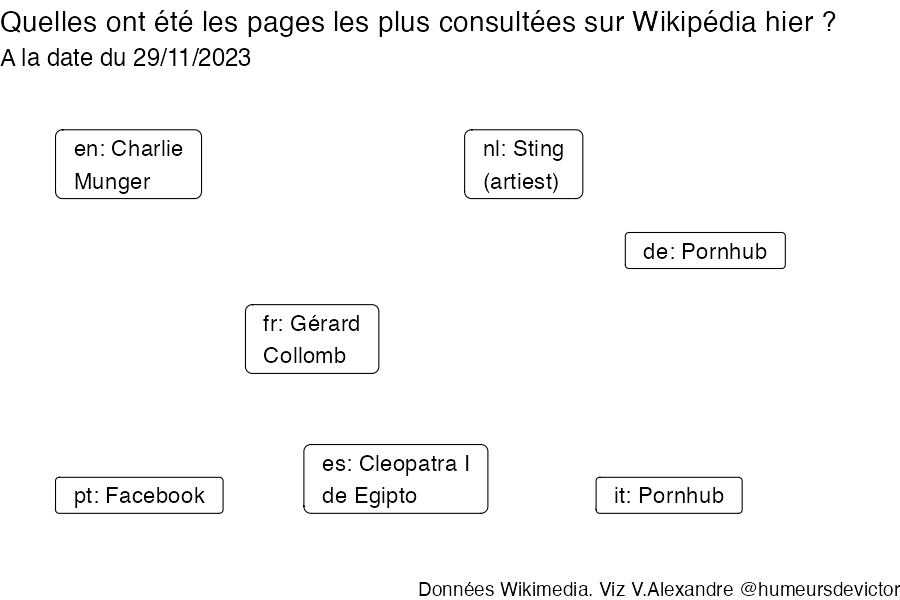 Quelles ont été les pages les plus consultées sur Wikipédia hier ?
A la date du 29/11/2023
en: Charlie
Munger
nl: Sting
(artiest)
de: Pornhub
fr: Gérard
Collomb
es: Cleopatra I
de Egipto
pt: Facebook
it: Pornhub
Données Wikimedia. Viz V.Alexandre @humeursdevictor